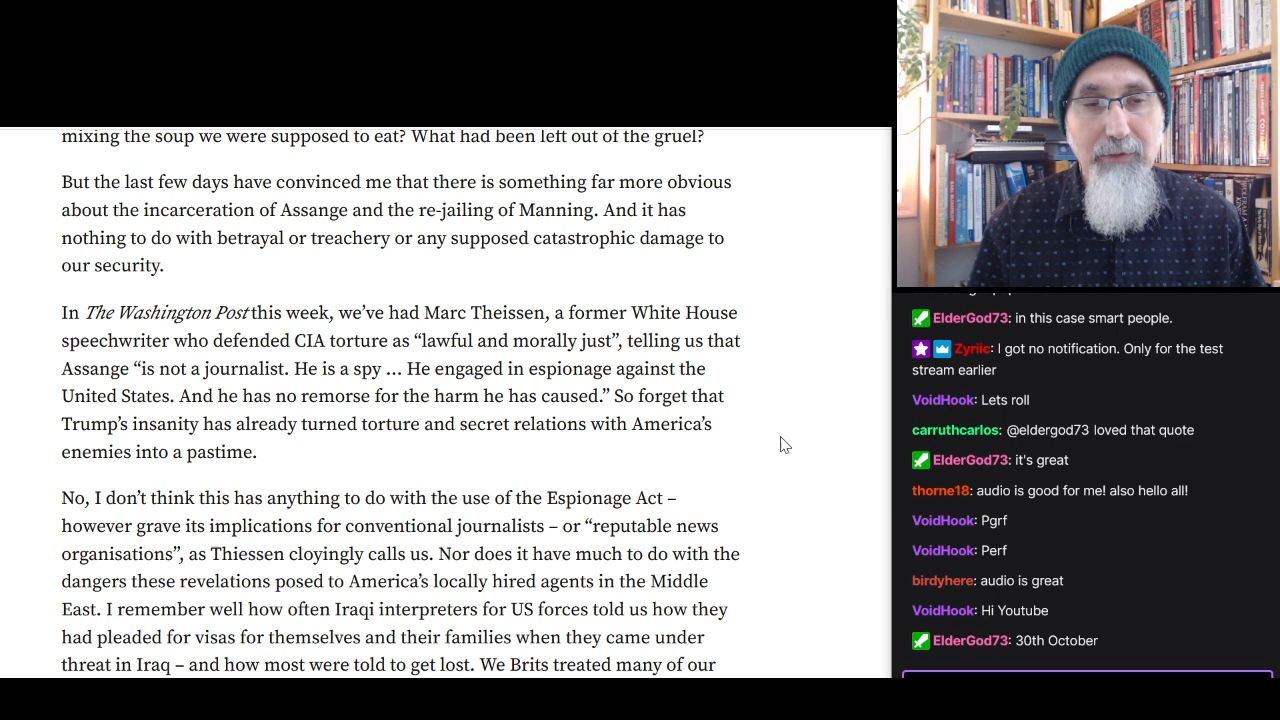 mixing the soup we were supposed to eat? What had been left out of the gruel?
But the last few days have convinced me that there is something far more obvious
about the incarceration of Assange and the re-jailing of Manning. And it has
nothing to do with betrayal or treachery or any supposed catastrophic damage to
our security.
In The Washington Post this week, we’ve had Marc Theissen, a former White House
speechwriter who defended CIA torture as “lawful and morally just”, telling us that
Assange “is not a journalist. He is a spy … He engaged in espionage against the
United States. And he has no remorse for the harm he has caused.” So forget that
Trump’s insanity has already turned torture and secret relations with America’s
enemies into a pastime.
No, I don’t think this has anything to do with the use of the Espionage Act –
however grave its implications for conventional journalists – or “reputable news
organisations”, as Thiessen cloyingly calls us. Nor does it have much to do with the
dangers these revelations posed to America’s locally hired agents in the Middle
East. I remember well how often Iraqi interpreters for US forces told us how they
had pleaded for visas for themselves and their families when they came under
threat in Iraq – and how most were told to get lost. We Brits treated many of our
ElderGod73: in this case smart people.
Zyriic: I got no notification. Only for the test
stream earlier
VoidHook: Lets roll
carruthcarlos: @eldergod73 loved that quote
ElderGod73: it's great
thorne18: audio is good for me! also hello all!
VoidHook: Pgrf
VoidHook: Perf
birdyhere: audio is great
VoidHook: Hi Youtube
ElderGod73: 30th October